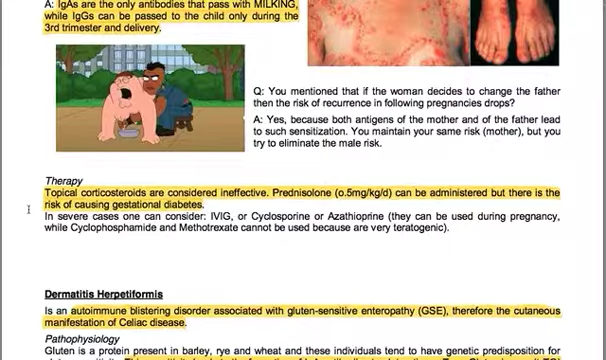 A: IgAs are the only antibodies that pass with MILKING,
while IgGs can be passed to the child only during the
3rd trimester and delivery.
Q: You mentioned that if the woman decides to change the father
then the risk of recurrence in following pregnancies drops?
A: Yes, because both antigens of the mother and of the father lead
to such sensitization. You maintain your same risk (mother), but you
try to eliminate the male risk.
Therapy
Topical corticosteroids are considered ineffective. Prednisolone (o.5mg/kg/d) can be administered but there is the
risk of causing gestational diabetes.
In severe cases one can consider: IVIG, or Cyclosporine or Azathioprine (they can be used during pregnancy,
while Cyclophosphamide and Methotrexate cannot be used because are very teratogenic).
Dermatitis Herpetiformis
Is an autoimmune blistering disorder associated with gluten-sensitive enteropathy (GSE), therefore the cutaneous
manifestation of Celiac disease.
Pathophysiology
Gluten is a protein present in barley, rye and wheat and these individuals tend to have genetic predisposition for